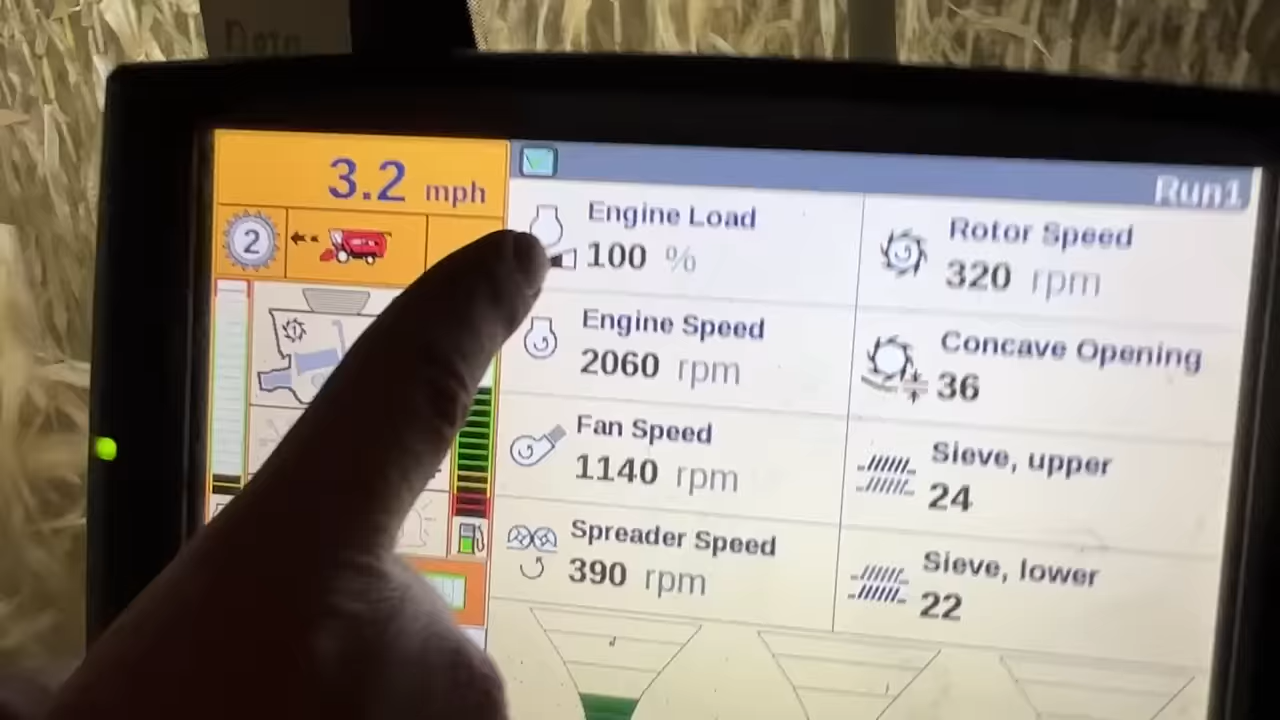 3.2 mph
Run1
2
Engine Load
100 %
Rotor Speed
320 rpm
Engine Speed
2060 rpm
Concave Opening
36
Fan Speed
1140 rpm
Sieve, upper
24
Spreader Speed
390 rpm
Sieve, lower
22